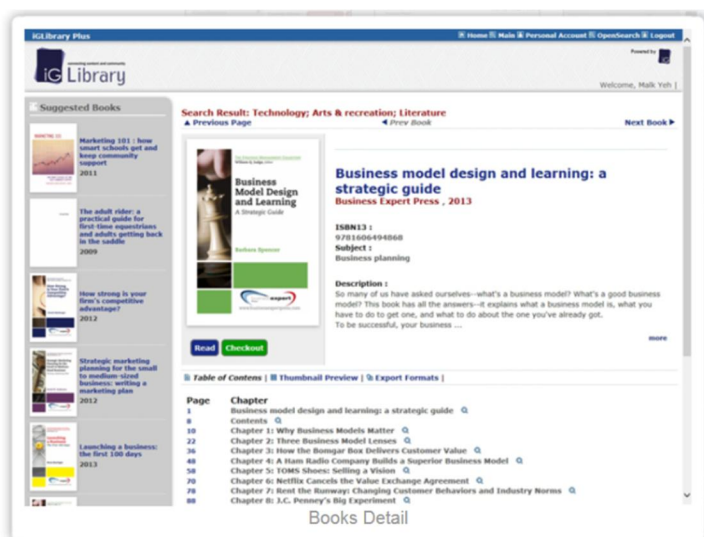 iGLibrary Plus
Home Main Personal Account OpenSearch Logout
connecting content and community
iG Library
Powered by iG
Welcome, Malk Yeh |
Suggested Books
Marketing 101 : how
smart schools get and
keep community
support
2011
The adult rider: a
practical guide for
first-time equestrians
and adults getting back
in the saddle
2009
How strong is your
firm's competitive
advantage?
2012
Strategic marketing
planning for the small
to medium-sized
business: writing a
marketing plan
2012
Launching a business:
the first 100 days
2013
Search Result: Technology; Arts & recreation; Literature
Previous Page
Prev Book
Next Book
Business
Model Design
and Learning
A Strategic Guide
Barbara Spencer
expert
Read Checkout
Business model design and learning: a
strategic guide
Business Expert Press , 2013
ISBN13 :
9781606494868
Subject :
Business planning
Description :
So many of us have asked ourselves--what's a business model? What's a good business
model? This book has all the answers--it explains what a business model is, what you
have to do to get one, and what to do about the one you've already got.
To be successful, your business ...
more
Table of Contens | Thumbnail Preview | Export Formats |
Page Chapter
1 Business model design and learning: a strategic guide
8 Contents
10 Chapter 1: Why Business Models Matter
22 Chapter 2: Three Business Model Lenses
36 Chapter 3: How the Bomgar Box Delivers Customer Value
48 Chapter 4: A Ham Radio Company Builds a Superior Business Model
58 Chapter 5: TOMS Shoes: Selling a Vision
70 Chapter 6: Netflix Cancels the Value Exchange Agreement
78 Chapter 7: Rent the Runway: Changing Customer Behaviors and Industry Norms
88 Chapter 8: J.C. Penney's Big Experiment
Books Detail